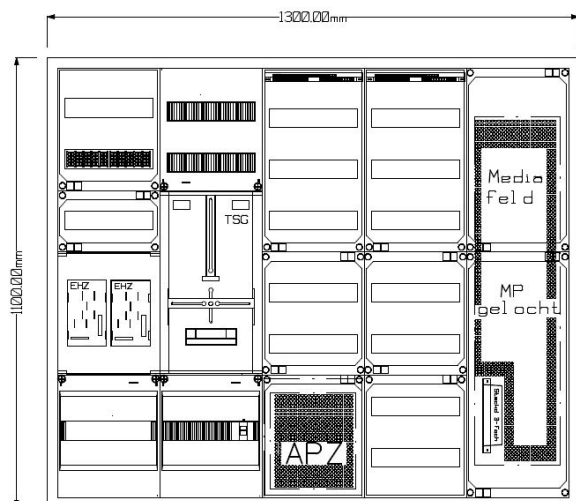 1300.00mm
1100.00mm
TSG
Media
feld
EHZ EHZ
MP
gelocht
APZ